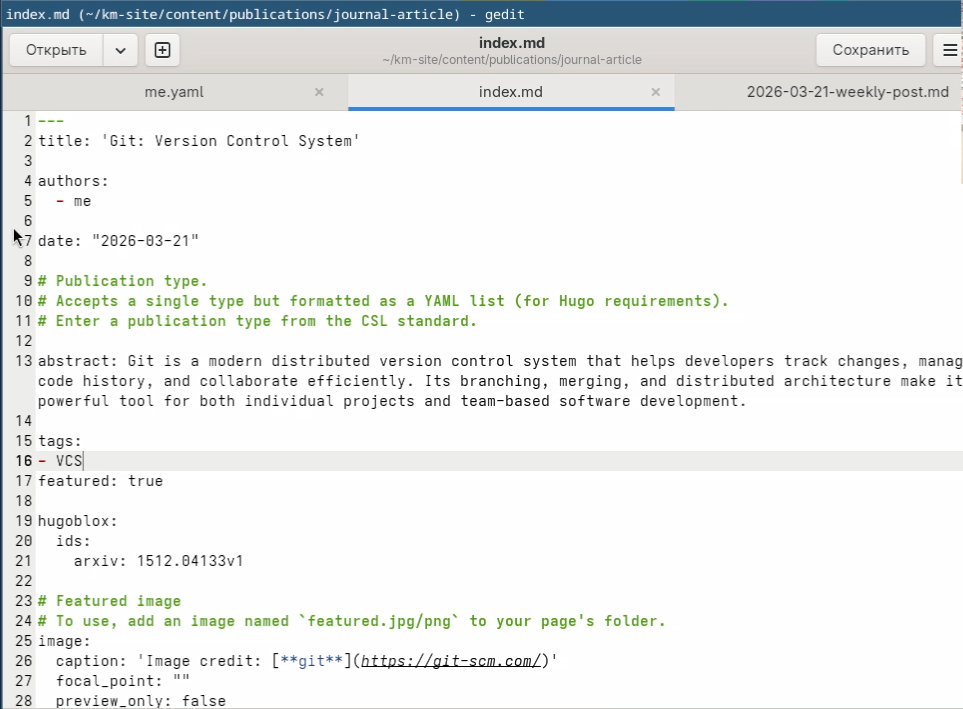 index.md (~/km-site/content/publications/journal-article) - gedit
Открыть
index.md
~/km-site/content/publications/journal-article
Сохранить
me.yaml
index.md
2026-03-21-weekly-post.md
1 ---
2 title: 'Git: Version Control System'
3
4 authors:
5   - me
6
7 date: "2026-03-21"
8
9 # Publication type.
10 # Accepts a single type but formatted as a YAML list (for Hugo requirements).
11 # Enter a publication type from the CSL standard.
12
13 abstract: Git is a modern distributed version control system that helps developers track changes, manag
code history, and collaborate efficiently. Its branching, merging, and distributed architecture make it
powerful tool for both individual projects and team-based software development.
14
15 tags:
16 - VCS
17 featured: true
18
19 hugoblox:
20   ids:
21     arxiv: 1512.04133v1
22
23 # Featured image
24 # To use, add an image named `featured.jpg/png` to your page's folder.
25 image:
26   caption: 'Image credit: [**git**](https://git-scm.com/)'
27   focal_point: ""
28   preview_only: false